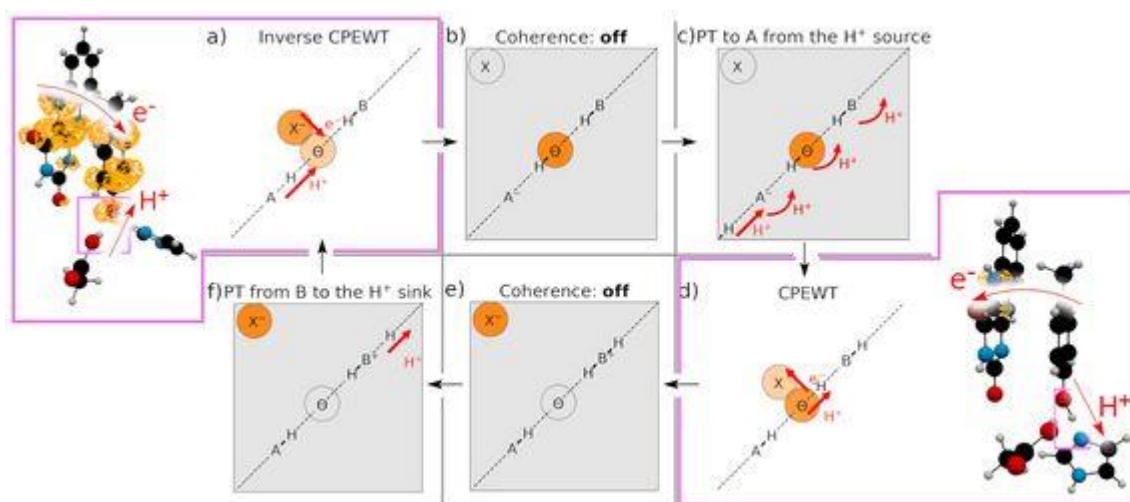 a) Inverse CPEWT
b) Coherence: off
c) PT to A from the H⁺ source
e⁻
H⁺
X⁻
e⁻
Θ
H
B
H
A
H⁺
X
B
H
Θ
H
A⁻
X
B
H
H⁺
Θ
H
H⁺
A⁻
H⁺
H
H⁺
f) PT from B to the H⁺ sink
e) Coherence: off
d) CPEWT
X⁻
H
H⁺
B⁺
H
Θ
H
A
X⁻
H
B⁺
H
Θ
H
A
H
B
X
e⁻
H
Θ
H⁺
H
A
e⁻
H⁺